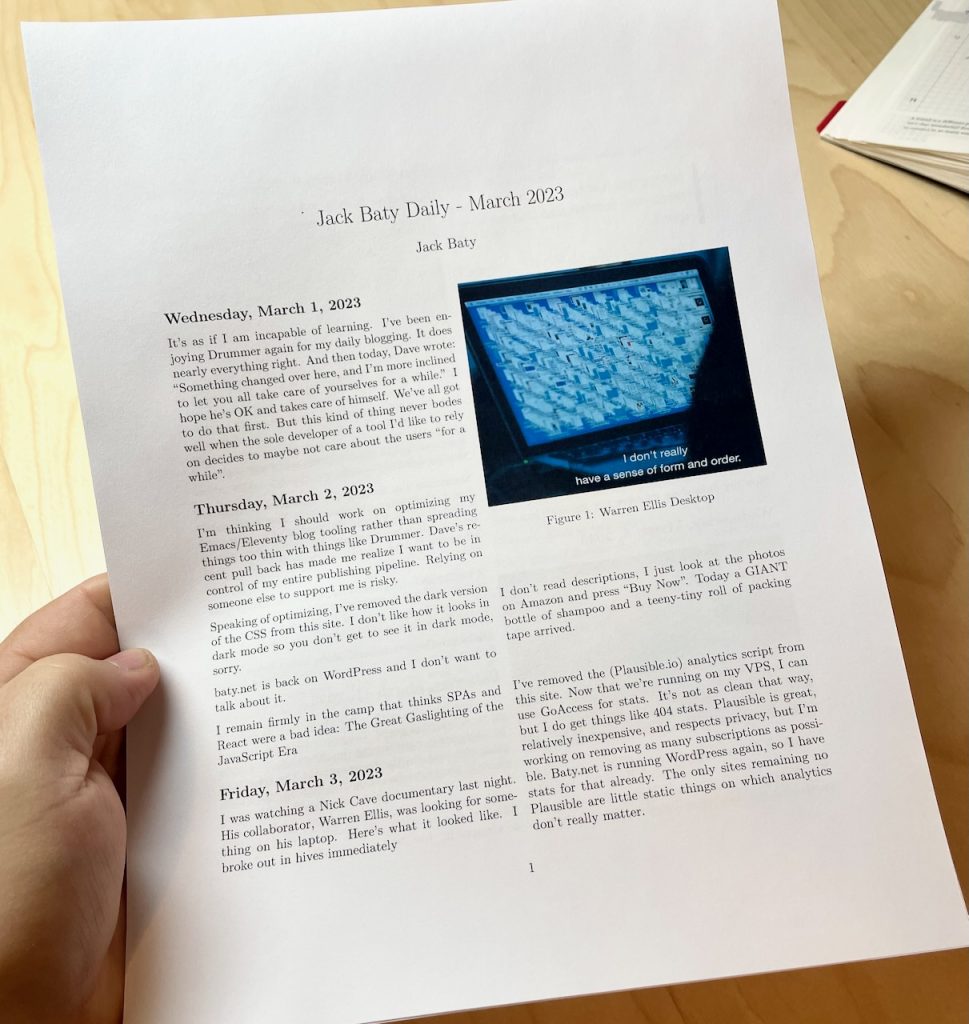 Jack Baty Daily - March 2023
Jack Baty
Wednesday, March 1, 2023
It's as if I am incapable of learning. I've been en-
joying Drummer again for my daily blogging. It does
nearly everything right. And then today, Dave wrote:
“Something changed over here, and I'm more inclined
to let you all take care of yourselves for a while.” I
hope he's OK and takes care of himself. We've all got
to do that first. But this kind of thing never bodes
well when the sole developer of a tool I'd like to rely
on decides to maybe not care about the users “for a
while”.
Thursday, March 2, 2023
I'm thinking I should work on optimizing my
Emacs/Eleventy blog tooling rather than spreading
things too thin with things like Drummer. Dave's re-
cent pull back has made me realize I want to be in
control of my entire publishing pipeline. Relying on
someone else to support me is risky.
Speaking of optimizing, I've removed the dark version
of the CSS from this site. I don't like how it looks in
dark mode so you don't get to see it in dark mode,
sorry.
baty.net is back on WordPress and I don't want to
talk about it.
I remain firmly in the camp that thinks SPAs and
React were a bad idea: The Great Gaslighting of the
JavaScript Era
Friday, March 3, 2023
I was watching a Nick Cave documentary last night.
His collaborator, Warren Ellis, was looking for some-
thing on his laptop. Here's what it looked like. I
broke out in hives immediately
I don't really
have a sense of form and order.
Figure 1: Warren Ellis Desktop
I don't read descriptions, I just look at the photos
on Amazon and press “Buy Now”. Today a GIANT
bottle of shampoo and a teeny-tiny roll of packing
tape arrived.
I've removed the (Plausible.io) analytics script from
this site. Now that we're running on my VPS, I can
use GoAccess for stats. It's not as clean that way,
but I do get things like 404 stats. Plausible is great,
relatively inexpensive, and respects privacy, but I'm
working on removing as many subscriptions as possi-
ble. Baty.net is running WordPress again, so I have
stats for that already. The only sites remaining no
Plausible are little static things on which analytics
don't really matter.
1